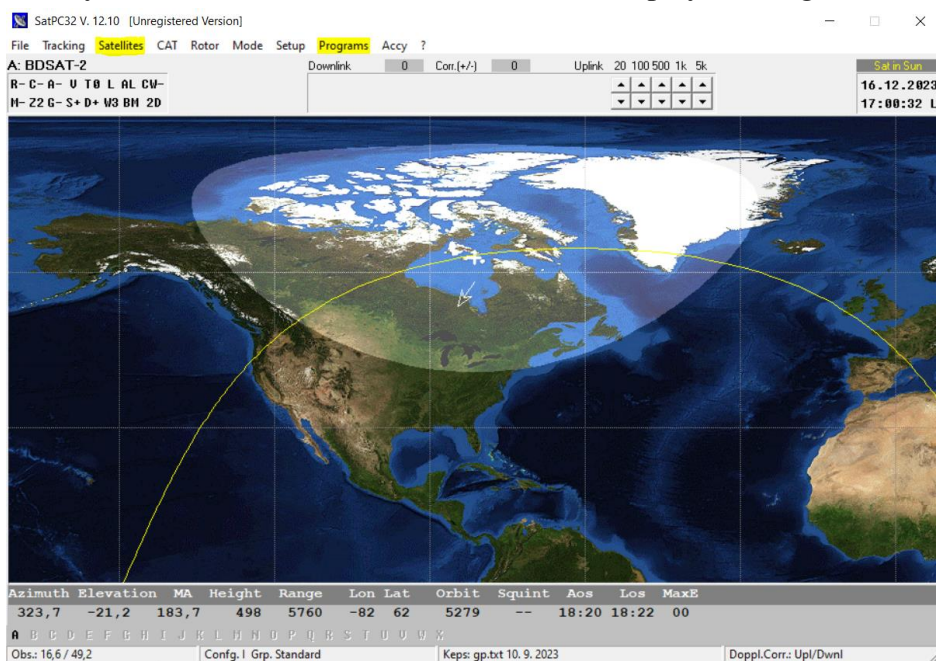 SatPC32 V. 12.10 [Unregistered Version]
File Tracking Satellites CAT Rotor Mode Setup Programs Accy ?
A: BDSAT-2 Downlink 0 Corr.(+/-) 0 Uplink 20 100 500 1k 5k Sat in Sun
R- C- A- V T0 L AL CW- 16.12.2023
M- Z2 G- S+ D+ W3 BM 2D 17:00:32 L
Azimuth Elevation MA Height Range Lon Lat Orbit Squint Aos Los MaxE
323,7 -21,2 183,7 498 5760 -82 62 5279 -- 18:20 18:22 00
A B C D E F G H I J K L M N O P Q R S T U V W X
Obs.: 16,6 / 49,2 Confg. I Grp. Standard Keps: gp.txt 10. 9. 2023 Doppl.Corr.: Upl/Dwnl